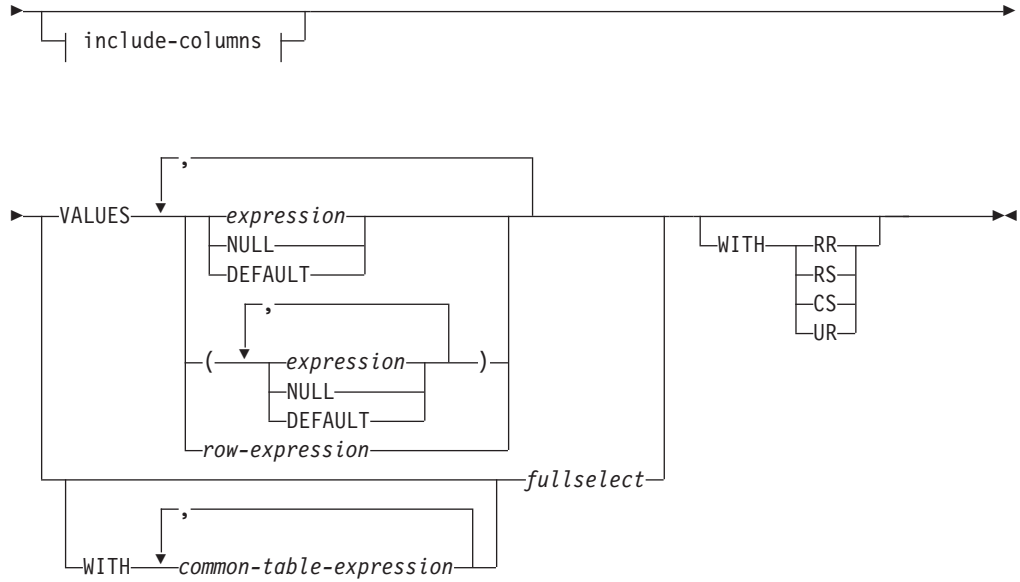 include-columns
,
VALUES expression
NULL
DEFAULT
,
( expression )
NULL
DEFAULT
row-expression
WITH RR
RS
CS
UR
fullselect
,
WITH common-table-expression